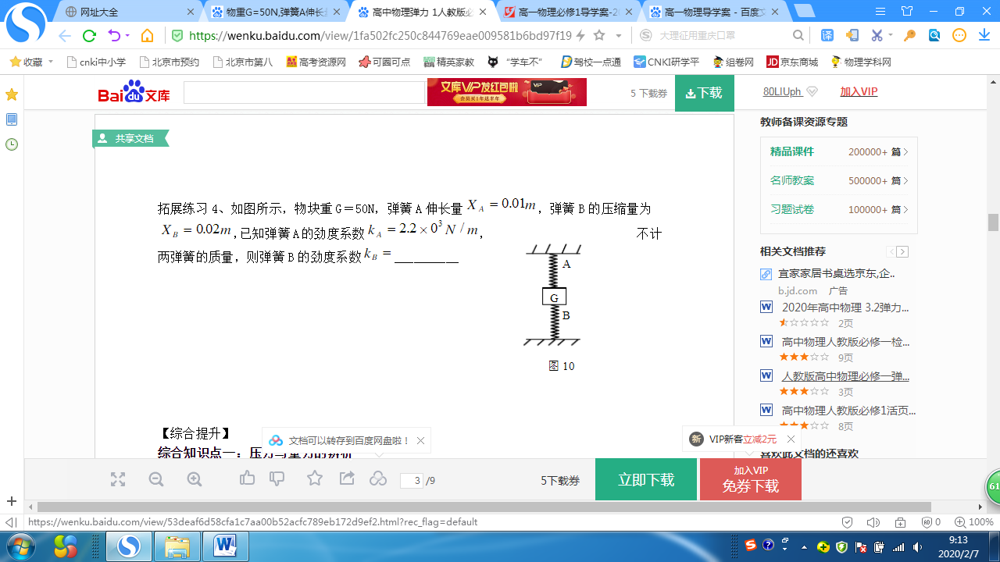 网址大全
物重G=50N,弹簧A伸长量
高中物理弹力 1人教版必
高一物理必修1导学案-20
高一物理导学案 - 百度文
https://wenku.baidu.com/view/1fa502fc250c844769eae009581b6bd97f19
大理征用重庆口罩
收藏
cnki中小学
北京市预约
北京市第八
高考资源网
可圈可点
精英家教
“学车不”
驾校一点通
CNKI研学平
组卷网
京东商城
物理学科网
Bai du 文库
文库VIP发红包啦
会员买1年送半年
VIP
5 下载券
下载
80LIUph
加入VIP
共享文档
拓展练习 4、如图所示，物块重 G＝50N，弹簧 A 伸长量 X_A = 0.01m，弹簧 B 的压缩量为
X_B = 0.02m,已知弹簧 A 的劲度系数 k_A = 2.2 × 0³ N / m， 不计
两弹簧的质量，则弹簧 B 的劲度系数 k_B = __________
A
G
B
图 10
【综合提升】
综合知识点一：压力与重力的辨析
教师备课资源专题
精品课件 200000+ 篇
名师教案 500000+ 篇
习题试卷 100000+ 篇
相关文档推荐
宜家家居书桌选京东,企..
b.jd.com 广告
2020年高中物理 3.2弹力...
2页
高中物理人教版必修一检...
9页
人教版高中物理必修一弹...
3页
高中物理人教版必修1活页...
8页
喜欢此文档的还喜欢
文档可以转存到百度网盘啦！
新 VIP新客立减2元
3 /9
5下载券
立即下载
加入VIP
免券下载
61
https://wenku.baidu.com/view/53deaf6d58cfa1c7aa00b52acfc789eb172d9ef2.html?rec_flag=default
0
100%
9:13
2020/2/7